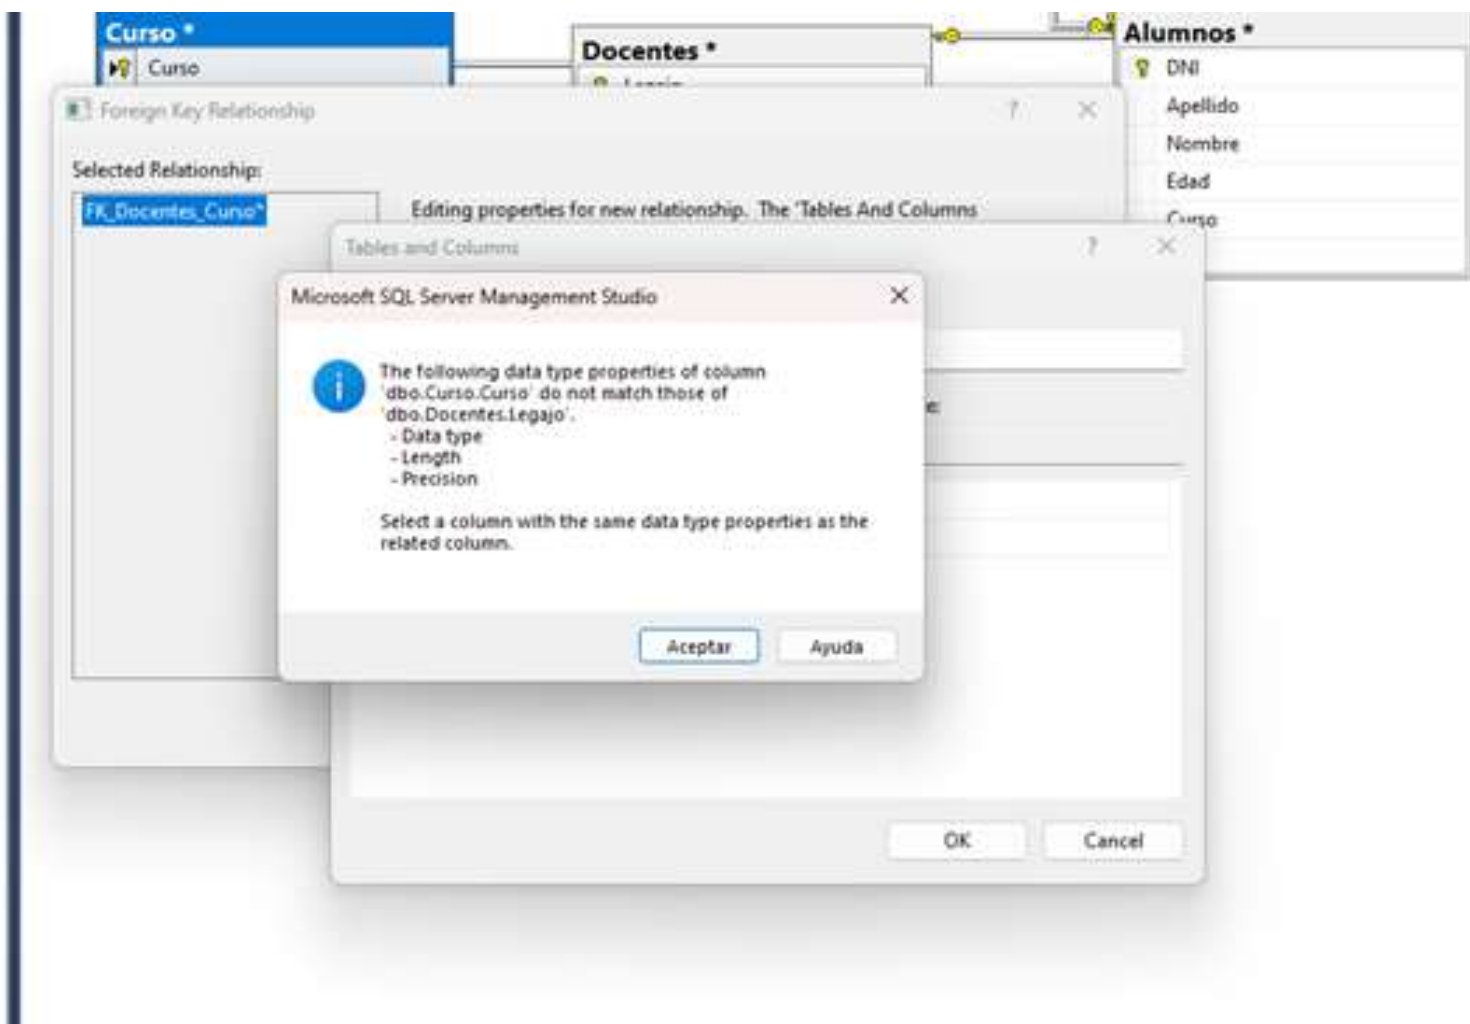 Curso *
Curso
Docentes *
Alumnos *
DNI
Apellido
Nombre
Edad
Curso
Foreign Key Relationship
?
Selected Relationship:
FK_Docentes_Curso*
Editing properties for new relationship. The 'Tables And Columns
Tables and Columns
?
Microsoft SQL Server Management Studio
The following data type properties of column
'dbo.Curso.Curso' do not match those of
'dbo.Docentes.Legajo'.
- Data type
- Length
- Precision
Select a column with the same data type properties as the
related column.
Aceptar
Ayuda
OK
Cancel